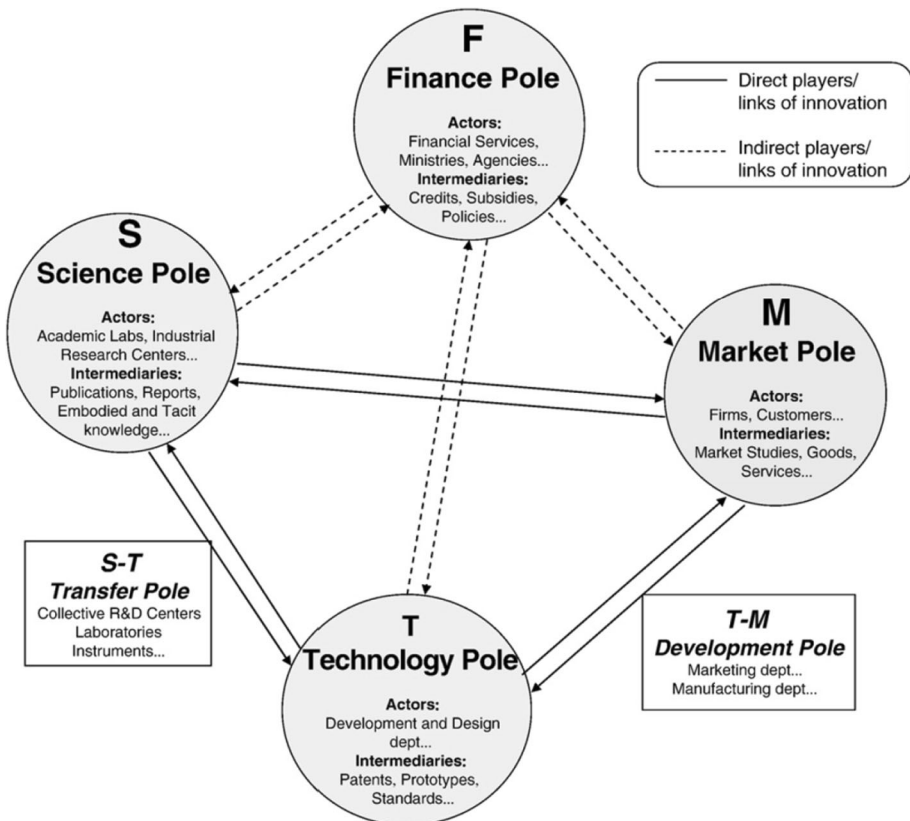 F
Finance Pole
Actors:
Financial Services,
Ministries, Agencies...
Intermediaries:
Credits, Subsidies,
Policies...
Direct players/
links of innovation
Indirect players/
links of innovation
S
Science Pole
Actors:
Academic Labs, Industrial
Research Centers...
Intermediaries:
Publications, Reports,
Embodied and Tacit
knowledge...
M
Market Pole
Actors:
Firms, Customers...
Intermediaries:
Market Studies, Goods,
Services...
S-T
Transfer Pole
Collective R&D Centers
Laboratories
Instruments...
T
Technology Pole
Actors:
Development and Design
dept...
Intermediaries:
Patents, Prototypes,
Standards...
T-M
Development Pole
Marketing dept...
Manufacturing dept...